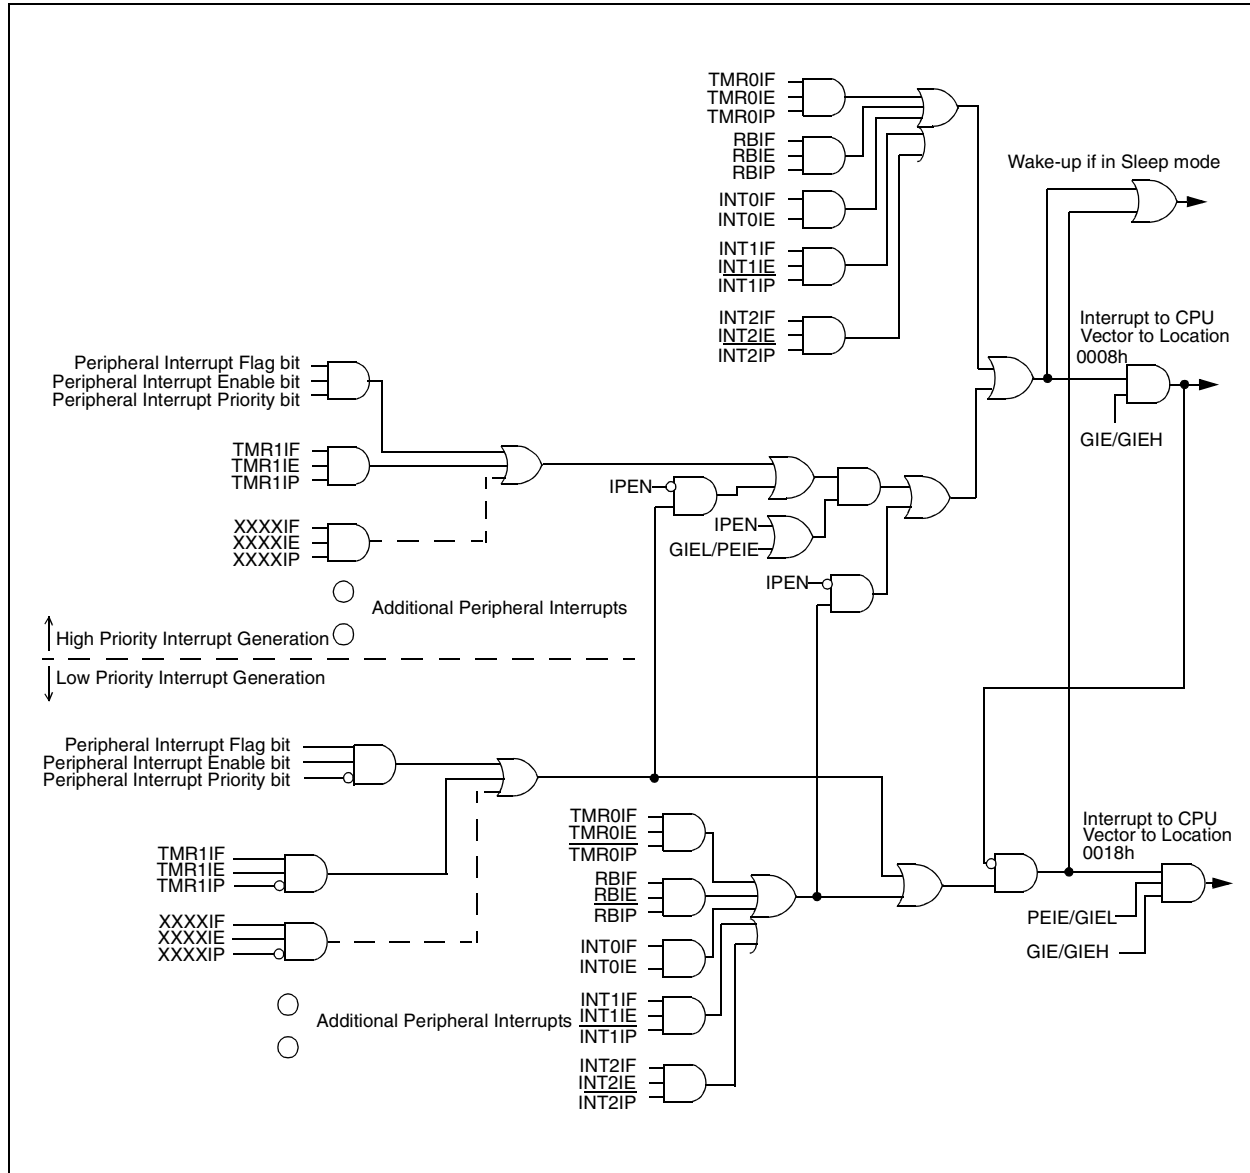 TMR0IF
TMR0IE
TMR0IP
RBIF
RBIE
RBIP
INT0IF
INT0IE
INT1IF
INT1IE
INT1IP
INT2IF
INT2IE
INT2IP
Wake-up if in Sleep mode
Interrupt to CPU
Vector to Location
0008h
GIE/GIEH
Peripheral Interrupt Flag bit
Peripheral Interrupt Enable bit
Peripheral Interrupt Priority bit
TMR1IF
TMR1IE
TMR1IP
XXXXIF
XXXXIE
XXXXIP
IPEN
IPEN
GIEL/PEIE
IPEN
Additional Peripheral Interrupts
High Priority Interrupt Generation
Low Priority Interrupt Generation
Peripheral Interrupt Flag bit
Peripheral Interrupt Enable bit
Peripheral Interrupt Priority bit
TMR1IF
TMR1IE
TMR1IP
XXXXIF
XXXXIE
XXXXIP
Additional Peripheral Interrupts
TMR0IF
TMR0IE
TMR0IP
RBIF
RBIE
RBIP
INT0IF
INT0IE
INT1IF
INT1IE
INT1IP
INT2IF
INT2IE
INT2IP
Interrupt to CPU
Vector to Location
0018h
PEIE/GIEL
GIE/GIEH